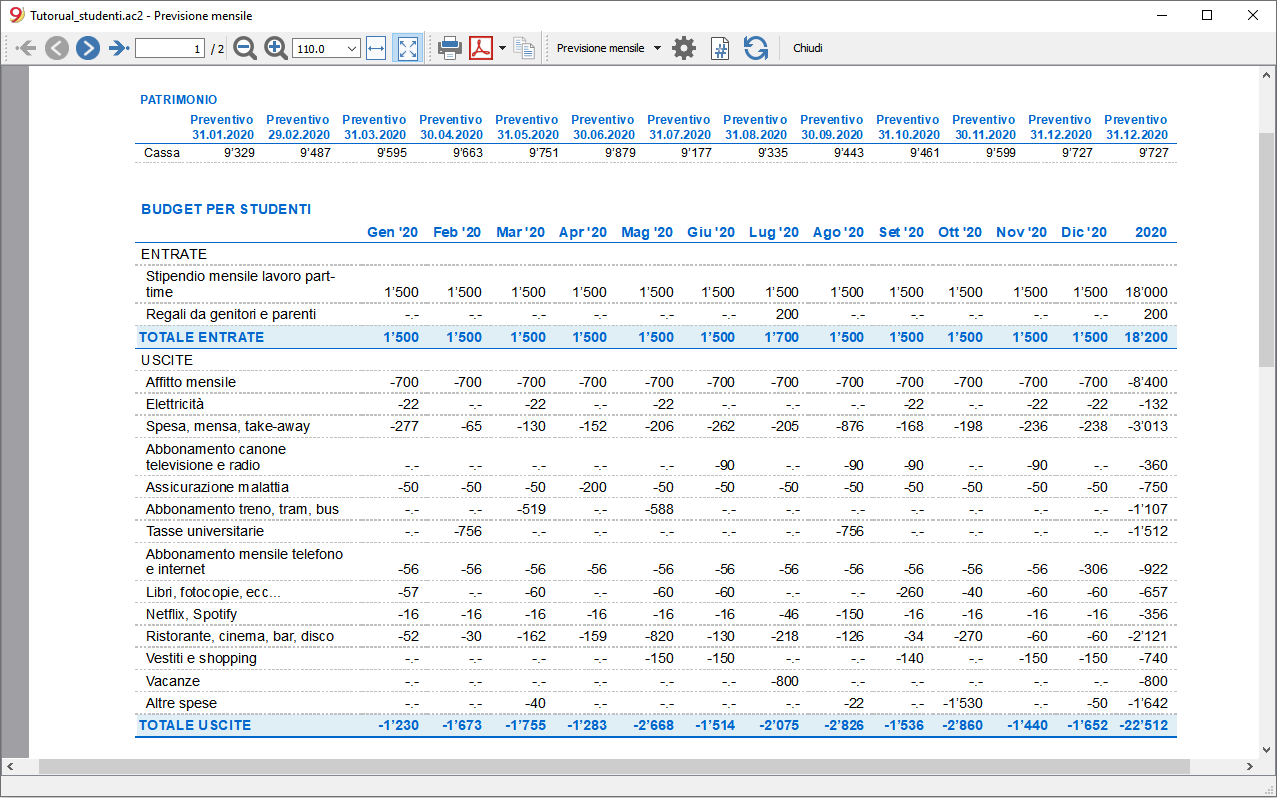 Tutorual_studenti.ac2 - Previsione mensile
1 / 2 110.0 Previsione mensile Chiudi
PATRIMONIO
Preventivo Preventivo Preventivo Preventivo Preventivo Preventivo Preventivo Preventivo Preventivo Preventivo Preventivo Preventivo Preventivo
31.01.2020 29.02.2020 31.03.2020 30.04.2020 31.05.2020 30.06.2020 31.07.2020 31.08.2020 30.09.2020 31.10.2020 30.11.2020 31.12.2020 31.12.2020
Cassa 9'329 9'487 9'595 9'663 9'751 9'879 9'177 9'335 9'443 9'461 9'599 9'727 9'727
BUDGET PER STUDENTI
Gen '20 Feb '20 Mar '20 Apr '20 Mag '20 Giu '20 Lug '20 Ago '20 Set '20 Ott '20 Nov '20 Dic '20 2020
ENTRATE
Stipendio mensile lavoro part-
time 1'500 1'500 1'500 1'500 1'500 1'500 1'500 1'500 1'500 1'500 1'500 1'500 18'000
Regali da genitori e parenti -.- -.- -.- -.- -.- -.- 200 -.- -.- -.- -.- -.- 200
TOTALE ENTRATE 1'500 1'500 1'500 1'500 1'500 1'500 1'700 1'500 1'500 1'500 1'500 1'500 18'200
USCITE
Affitto mensile -700 -700 -700 -700 -700 -700 -700 -700 -700 -700 -700 -700 -8'400
Elettricità -22 -.- -22 -.- -22 -.- -.- -.- -22 -.- -22 -22 -132
Spesa, mensa, take-away -277 -65 -130 -152 -206 -262 -205 -876 -168 -198 -236 -238 -3'013
Abbonamento canone
televisione e radio -.- -.- -.- -.- -.- -90 -.- -90 -90 -.- -90 -.- -360
Assicurazione malattia -50 -50 -50 -200 -50 -50 -50 -50 -50 -50 -50 -50 -750
Abbonamento treno, tram, bus -.- -.- -519 -.- -588 -.- -.- -.- -.- -.- -.- -.- -1'107
Tasse universitarie -.- -756 -.- -.- -.- -.- -.- -756 -.- -.- -.- -.- -1'512
Abbonamento mensile telefono
e internet -56 -56 -56 -56 -56 -56 -56 -56 -56 -56 -56 -306 -922
Libri, fotocopie, ecc... -57 -.- -60 -.- -60 -60 -.- -.- -260 -40 -60 -60 -657
Netflix, Spotify -16 -16 -16 -16 -16 -16 -46 -150 -16 -16 -16 -16 -356
Ristorante, cinema, bar, disco -52 -30 -162 -159 -820 -130 -218 -126 -34 -270 -60 -60 -2'121
Vestiti e shopping -.- -.- -.- -.- -150 -150 -.- -.- -140 -.- -150 -150 -740
Vacanze -.- -.- -.- -.- -.- -.- -800 -.- -.- -.- -.- -.- -800
Altre spese -.- -.- -40 -.- -.- -.- -.- -22 -.- -1'530 -.- -50 -1'642
TOTALE USCITE -1'230 -1'673 -1'755 -1'283 -2'668 -1'514 -2'075 -2'826 -1'536 -2'860 -1'440 -1'652 -22'512